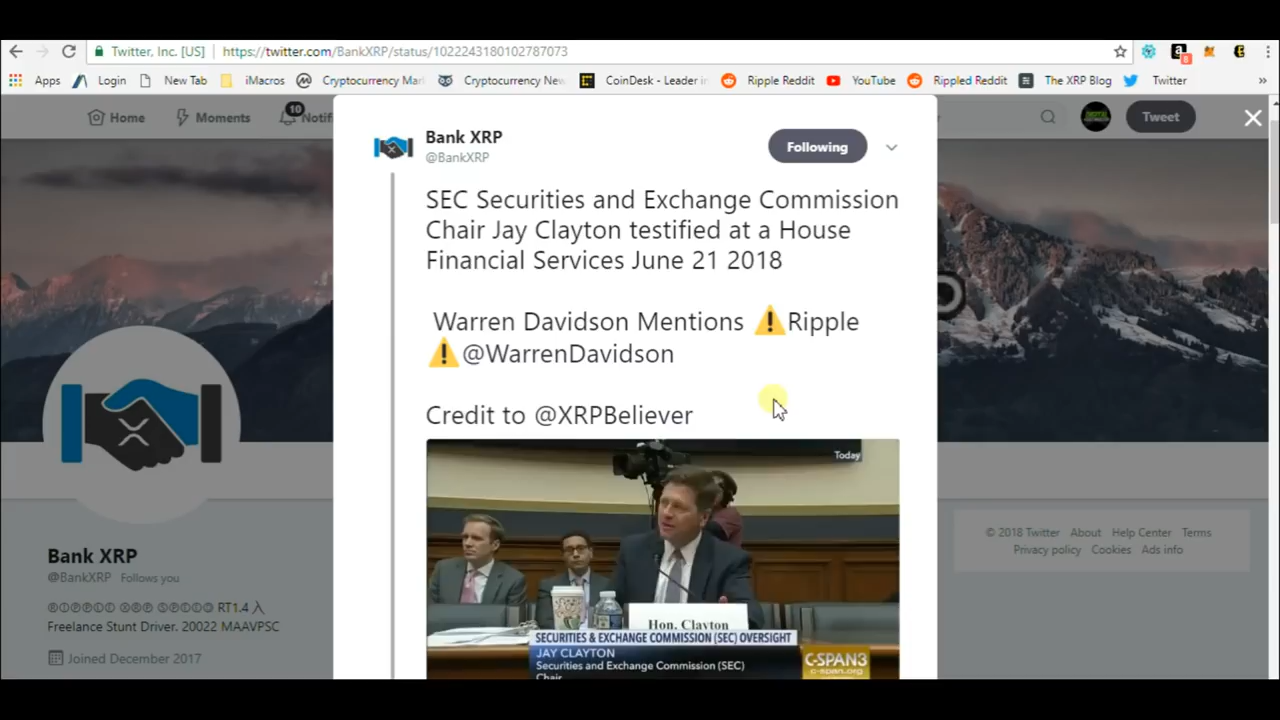 Twitter, Inc. [US]
https://twitter.com/BankXRP/status/1022243180102787073
Apps
Login
New Tab
iMacros
Cryptocurrency Mar
Cryptocurrency New
CoinDesk - Leader in
Ripple Reddit
YouTube
Rippled Reddit
The XRP Blog
Twitter
8
Home
Moments
10
Notifi
Tweet
Bank XRP
@BankXRP
Following
SEC Securities and Exchange Commission
Chair Jay Clayton testified at a House
Financial Services June 21 2018
Warren Davidson Mentions ⚠️Ripple
⚠️@WarrenDavidson
Credit to @XRPBeliever
Today
Hon. Clayton
SECURITIES & EXCHANGE COMMISSION (SEC) OVERSIGHT
JAY CLAYTON
Securities and Exchange Commission (SEC)
Chair
C-SPAN3
c-span.org
Bank XRP
@BankXRP Follows you
RT1.4 入
Freelance Stunt Driver. 20022 MAAVPSC
Joined December 2017
© 2018 Twitter About Help Center Terms
Privacy policy Cookies Ads info